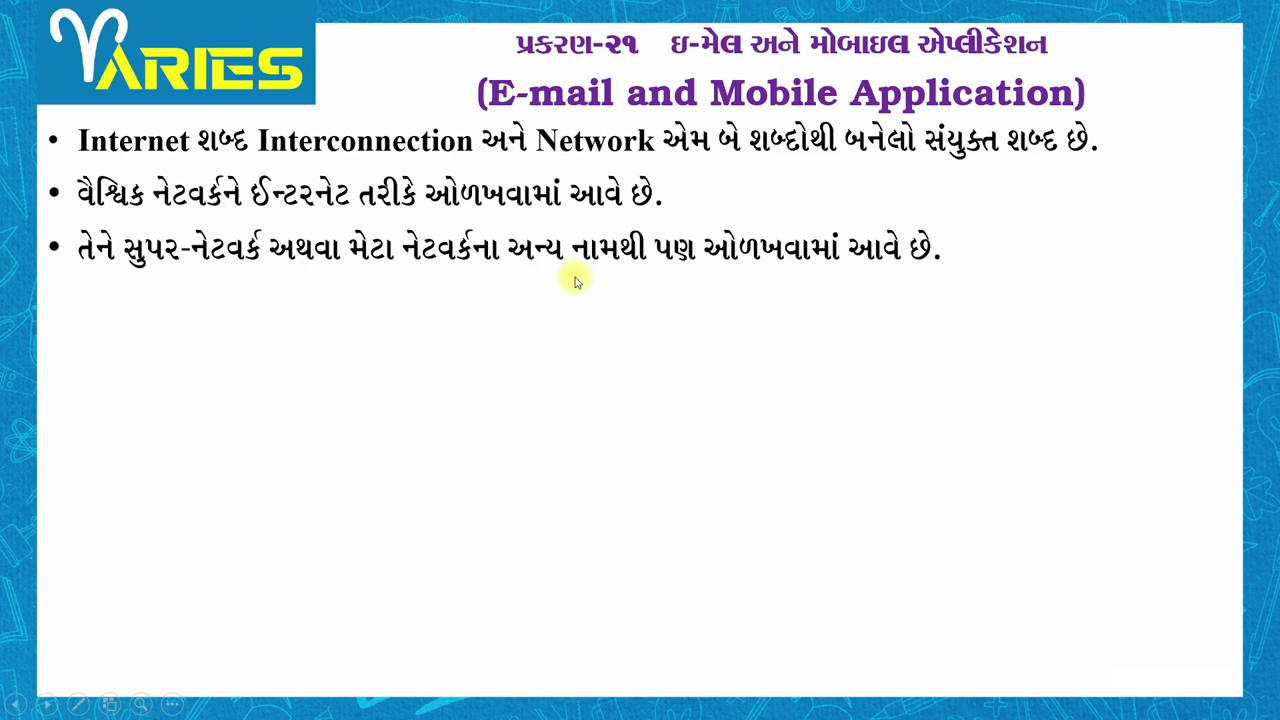 ARIES
પ્રકરણ-૨૧ ઇ-મેલ અને મોબાઇલ એપ્લીકેશન
(E-mail and Mobile Application)
• Internet શબ્દ Interconnection અને Network એમ બે શબ્દોથી બનેલો સંયુક્ત શબ્દ છે.
• વૈશ્વિક નેટવર્કને ઈન્ટરનેટ તરીકે ઓળખવામાં આવે છે.
• તેને સુપર-નેટવર્ક અથવા મેટા નેટવર્કના અન્ય નામથી પણ ઓળખવામાં આવે છે.